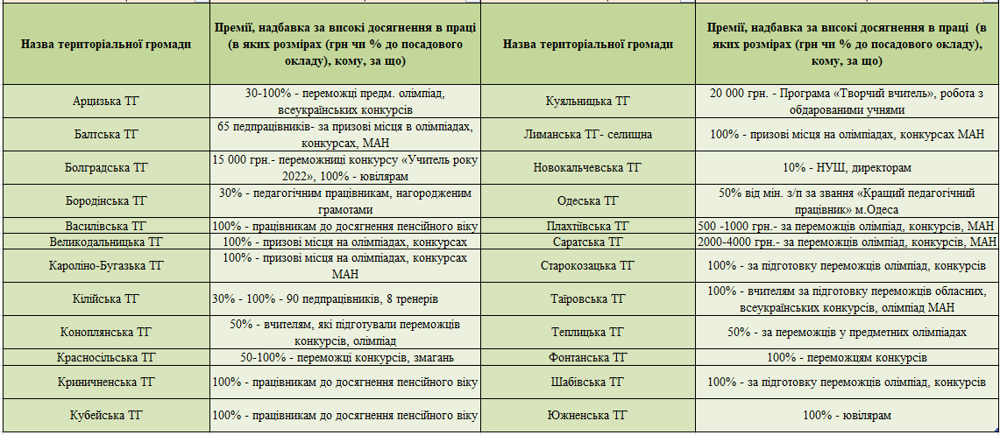 Назва територіальної громади
Премії, надбавка за високі досягнення в праці
(в яких розмірах (грн чи % до посадового
окладу), кому, за що)
Назва територіальної громади
Премії, надбавка за високі досягнення в праці (в
яких розмірах (грн чи % до посадового окладу),
кому, за що)
Арцизька ТГ
30-100% - переможці предм. олімпіад,
всеукраїнських конкурсів
Куяльницька ТГ
20 000 грн. - Програма «Творчий вчитель», робота з
обдарованими учнями
Балтська ТГ
65 педпрацівників- за призові місця в олімпіадах,
конкурсах, МАН
Лиманська ТГ- селищна
100% - призові місця на олімпіадах, конкурсах МАН
Болградська ТГ
15 000 грн.- переможниці конкурсу «Учитель року
2022», 100% - ювілярам
Новокальчевська ТГ
10% - НУШ, директорам
Бородінська ТГ
30% - педагогічним працівникам, нагородженим
грамотами
Одеська ТГ
50% від мін. з/п за звання «Кращий педагогічний
працівник» м.Одеса
Василівська ТГ
100% - працівникам до досягнення пенсійного віку
Плахтіївська ТГ
500 -1000 грн.- за переможців олімпіад, конкурсів, МАН
Великодальницька ТГ
100% - призові місця на олімпіадах, конкурсах
Саратська ТГ
2000-4000 грн.- за переможців олімпіад, конкурсів, МАН
Кароліно-Бугазька ТГ
100% - призові місця на олімпіадах, конкурсах
МАН
Старокозацька ТГ
100% - за підготовку переможців олімпіад, конкурсів
Кілійська ТГ
30% - 100% - 90 педпрацівників, 8 тренерів
Таїровська ТГ
100% - вчителям за підготовку переможців обласних,
всеукраїнських конкурсів, олімпіад МАН
Коноплянська ТГ
50% - вчителям, які підготували переможців
конкурсів, олімпіад
Теплицька ТГ
50% - за переможців у предметних олімпіадах
Красносільська ТГ
50-100% - переможці конкурсів, змагань
Фонтанська ТГ
100% - переможцям конкурсів
Криничненська ТГ
100% - працівникам до досягнення пенсійного віку
Шабівська ТГ
100% - за підготовку переможців олімпіад, конкурсів
Кубейська ТГ
100% - працівникам до досягнення пенсійного віку
Южненська ТГ
100% - ювілярам